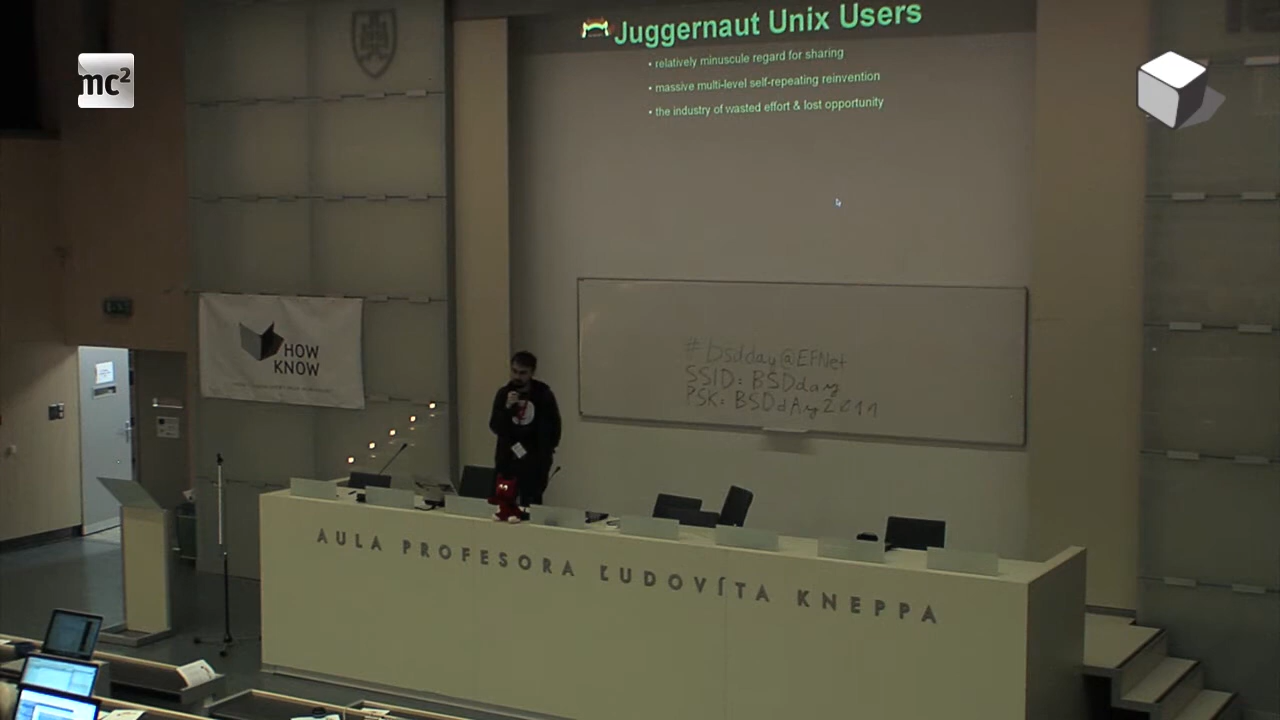 mc²
Juggernaut Unix Users
• relatively minuscule regard for sharing
• massive multi-level self-repeating reinvention
• the industry of wasted effort & lost opportunity
HOW
KNOW
#bsdday@EFNet
SSID: BSDday
PSK: BSDdAy2011
AULA PROFESORA ĽUDOVÍTA KNEPPA